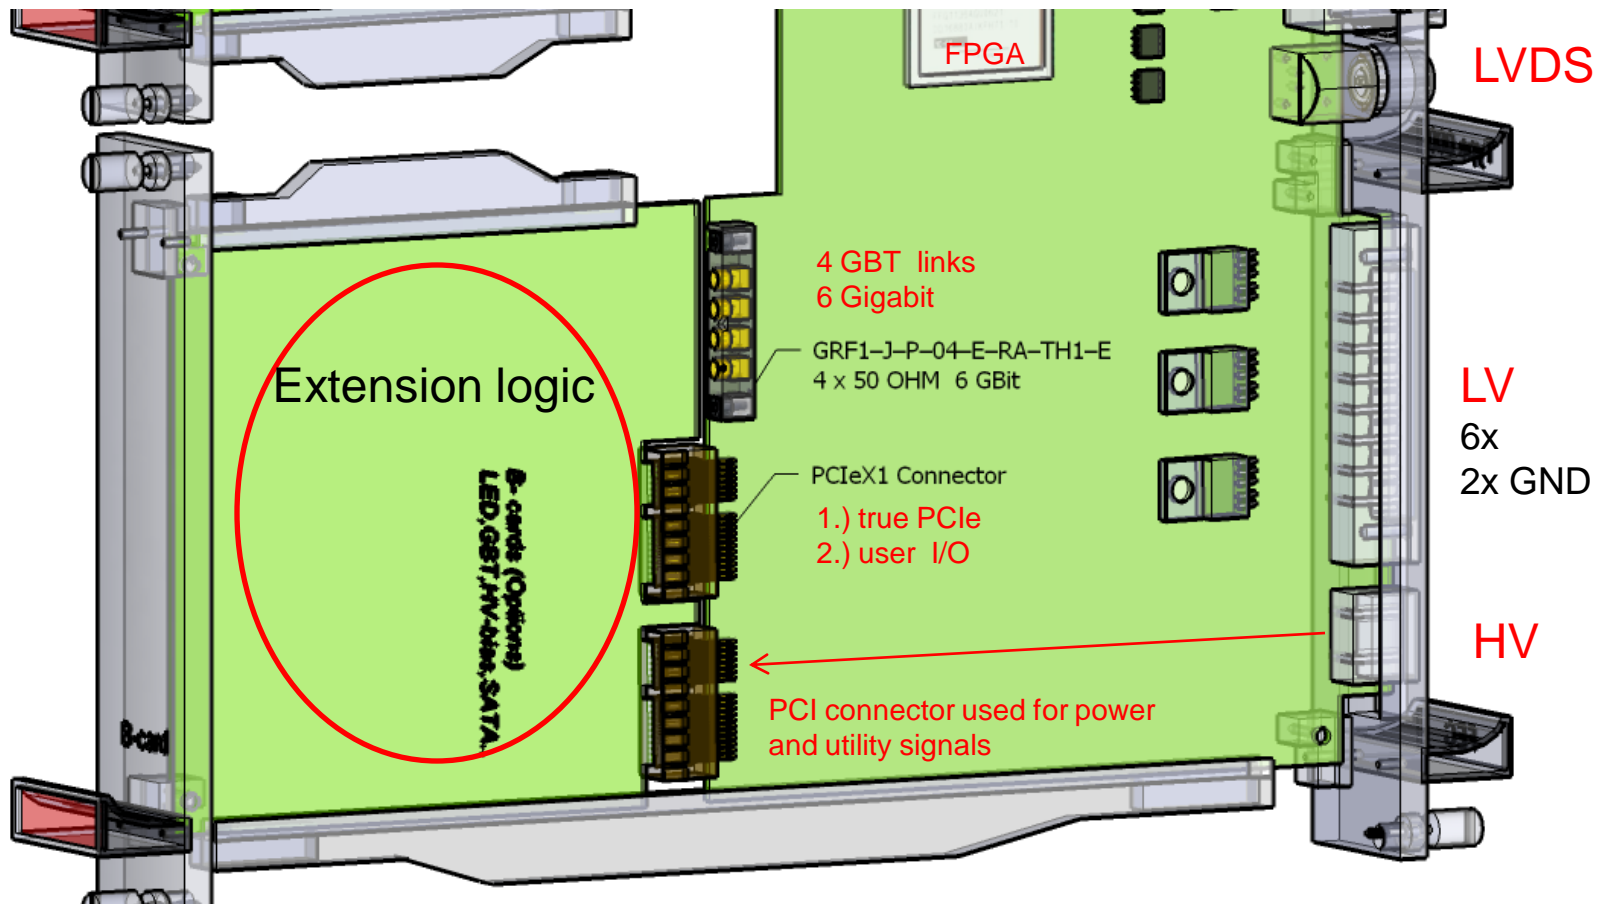 FPGA
LVDS
4 GBT links
6 Gigabit
GRF1-J-P-04-E-RA-TH1-E
4 x 50 OHM 6 GBit
Extension logic
LV
6x
2x GND
PCIeX1 Connector
1.) true PCIe
2.) user I/O
B-cards (Options)
LED,GBT,HV-bias,SATA..
HV
PCI connector used for power
and utility signals
B-card